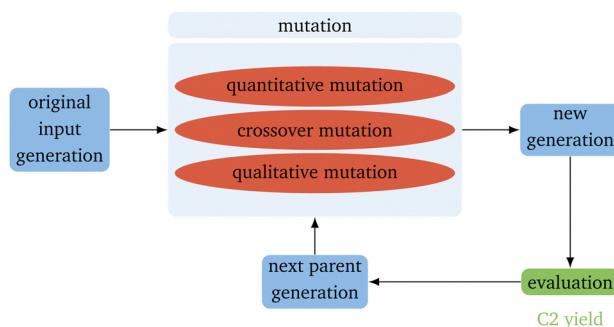 mutation
quantitative mutation
crossover mutation
qualitative mutation
original
input
generation
new
generation
next parent
generation
evaluation
C2 yield